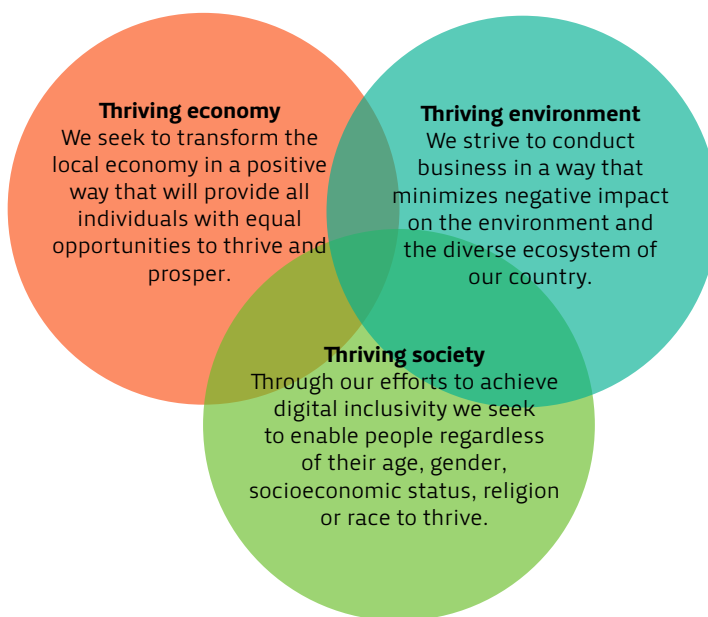 Thriving economy
We seek to transform the
local economy in a positive
way that will provide all
individuals with equal
opportunities to thrive and
prosper.
Thriving environment
We strive to conduct
business in a way that
minimizes negative impact
on the environment and
the diverse ecosystem of
our country.
Thriving society
Through our efforts to achieve
digital inclusivity we seek
to enable people regardless
of their age, gender,
socioeconomic status, religion
or race to thrive.